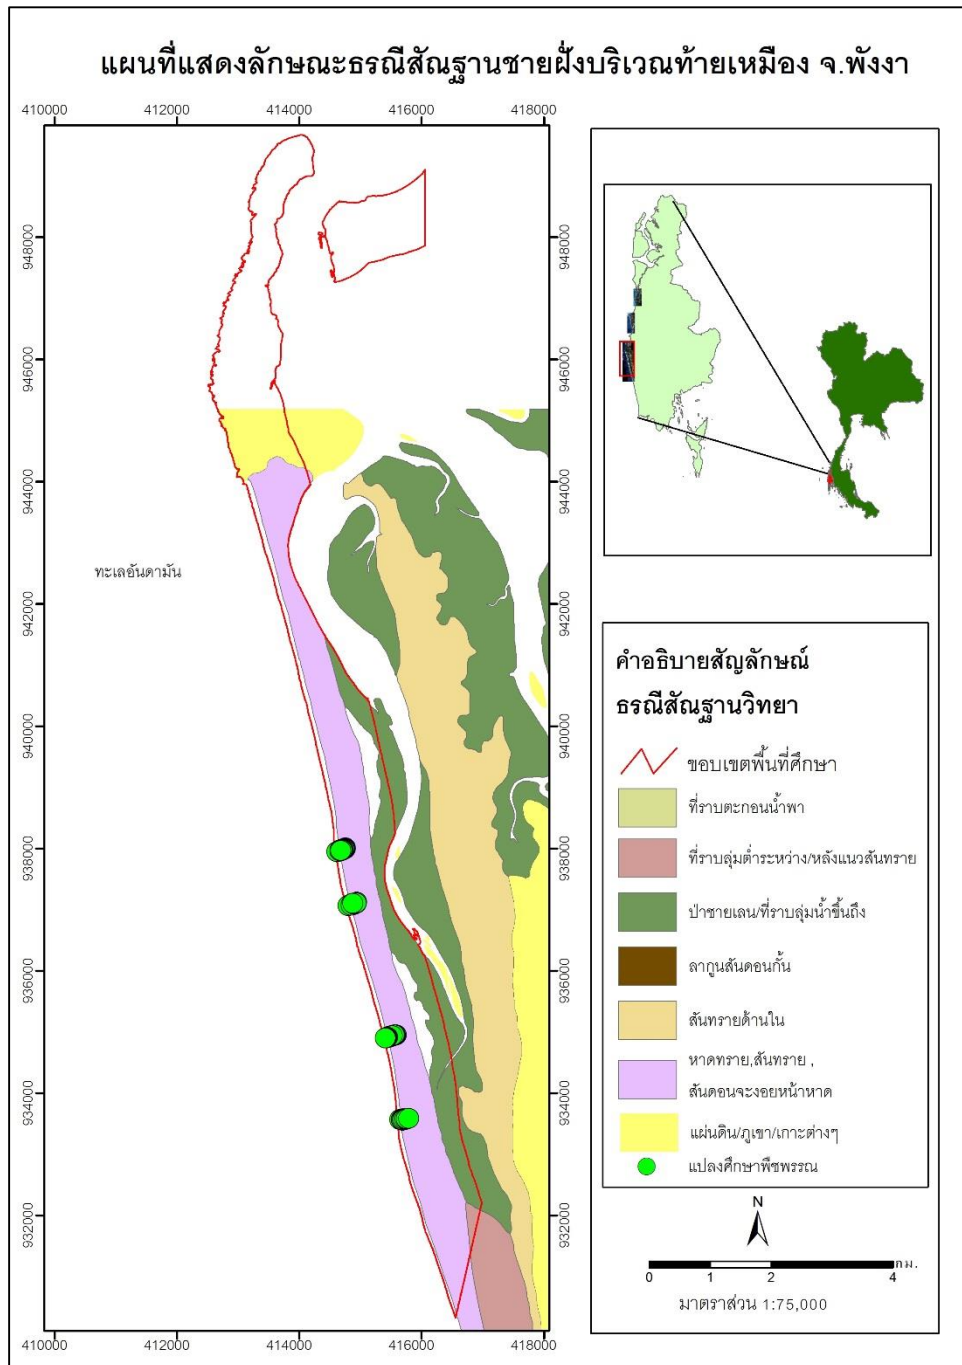 แผนที่แสดงลักษณะธรณีสัณฐานชายฝั่งบริเวณท้ายเหมือง จ.พังงา
410000 412000 414000 416000 418000
948000 948000
946000 946000
944000 944000
ทะเลอันดามัน
942000 942000
940000 940000
938000 938000
936000 936000
934000 934000
932000 932000
410000 412000 414000 416000 418000
คำอธิบายสัญลักษณ์
ธรณีสัณฐานวิทยา
ขอบเขตพื้นที่ศึกษา
ที่ราบตะกอนน้ำพา
ที่ราบลุ่มต่ำระหว่าง/หลังแนวสันทราย
ป่าชายเลน/ที่ราบลุ่มน้ำขึ้นถึง
ลากูนสันดอนกั้น
สันทรายด้านใน
หาดทราย,สันทราย ,
สันดอนจะงอยหน้าหาด
แผ่นดิน/ภูเขา/เกาะต่างๆ
แปลงศึกษาพืชพรรณ
N
กม.
0 1 2 4
มาตราส่วน 1:75,000